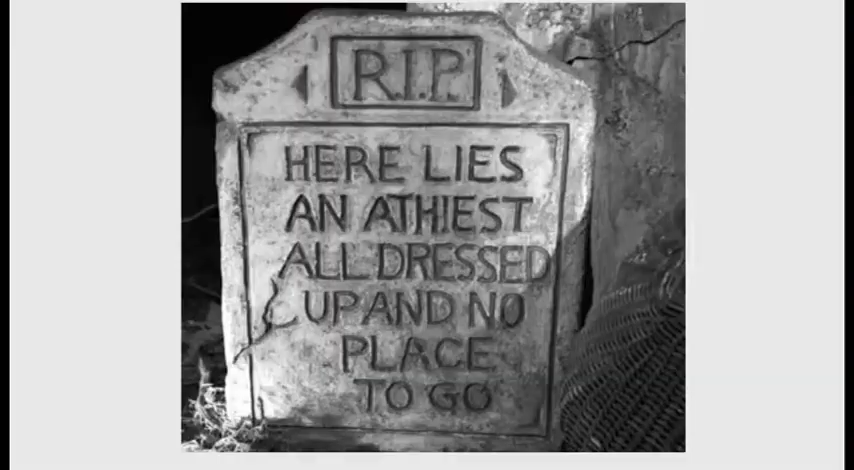 R.I.P.
HERE LIES
AN ATHIEST
ALL DRESSED
UP AND NO
PLACE
TO GO